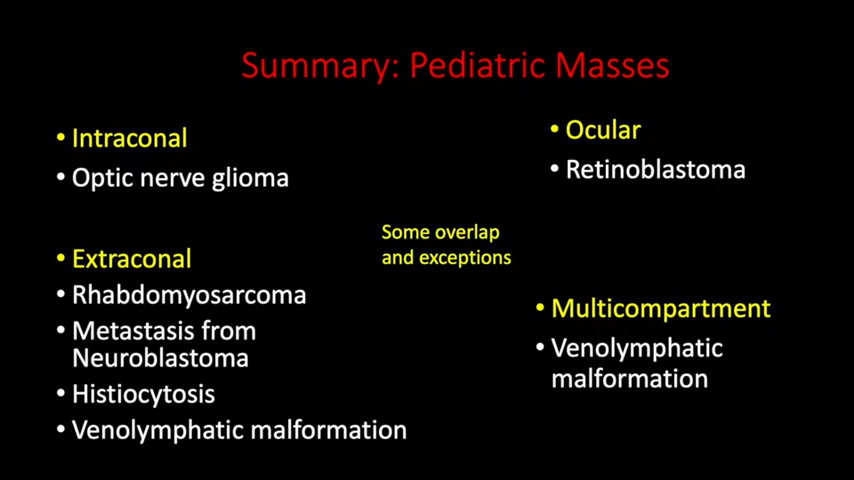 Summary: Pediatric Masses
• Intraconal
• Optic nerve glioma
• Ocular
• Retinoblastoma
Some overlap
and exceptions
• Extraconal
• Rhabdomyosarcoma
• Metastasis from
Neuroblastoma
• Histiocytosis
• Venolymphatic malformation
• Multicompartment
• Venolymphatic
malformation